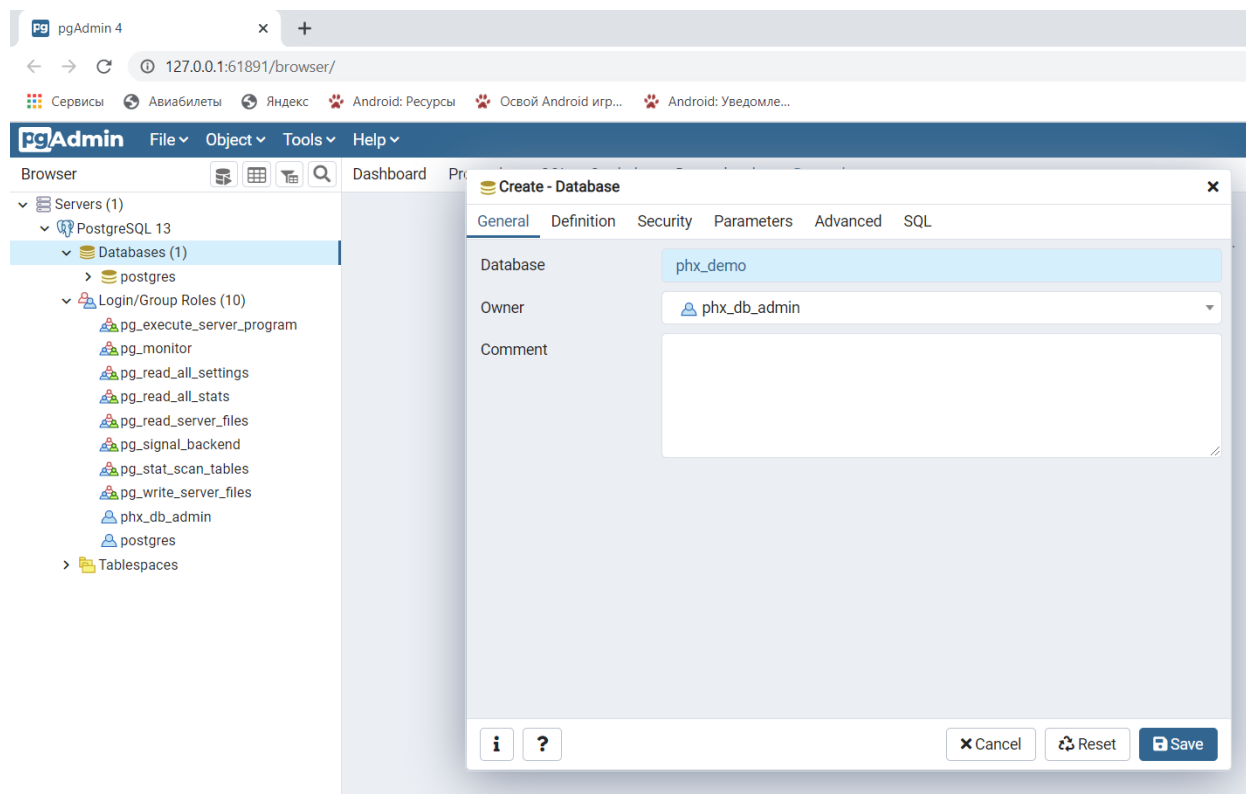 pgAdmin 4
127.0.0.1:61891/browser/
Сервисы Авиабилеты Яндекс Android: Ресурсы Освой Android игр... Android: Уведомле...
pgAdmin File Object Tools Help
Browser Dashboard
Servers (1)
PostgreSQL 13
Databases (1)
postgres
Login/Group Roles (10)
pg_execute_server_program
pg_monitor
pg_read_all_settings
pg_read_all_stats
pg_read_server_files
pg_signal_backend
pg_stat_scan_tables
pg_write_server_files
phx_db_admin
postgres
Tablespaces
Create - Database
General Definition Security Parameters Advanced SQL
Database phx_demo
Owner phx_db_admin
Comment
i ? Cancel Reset Save